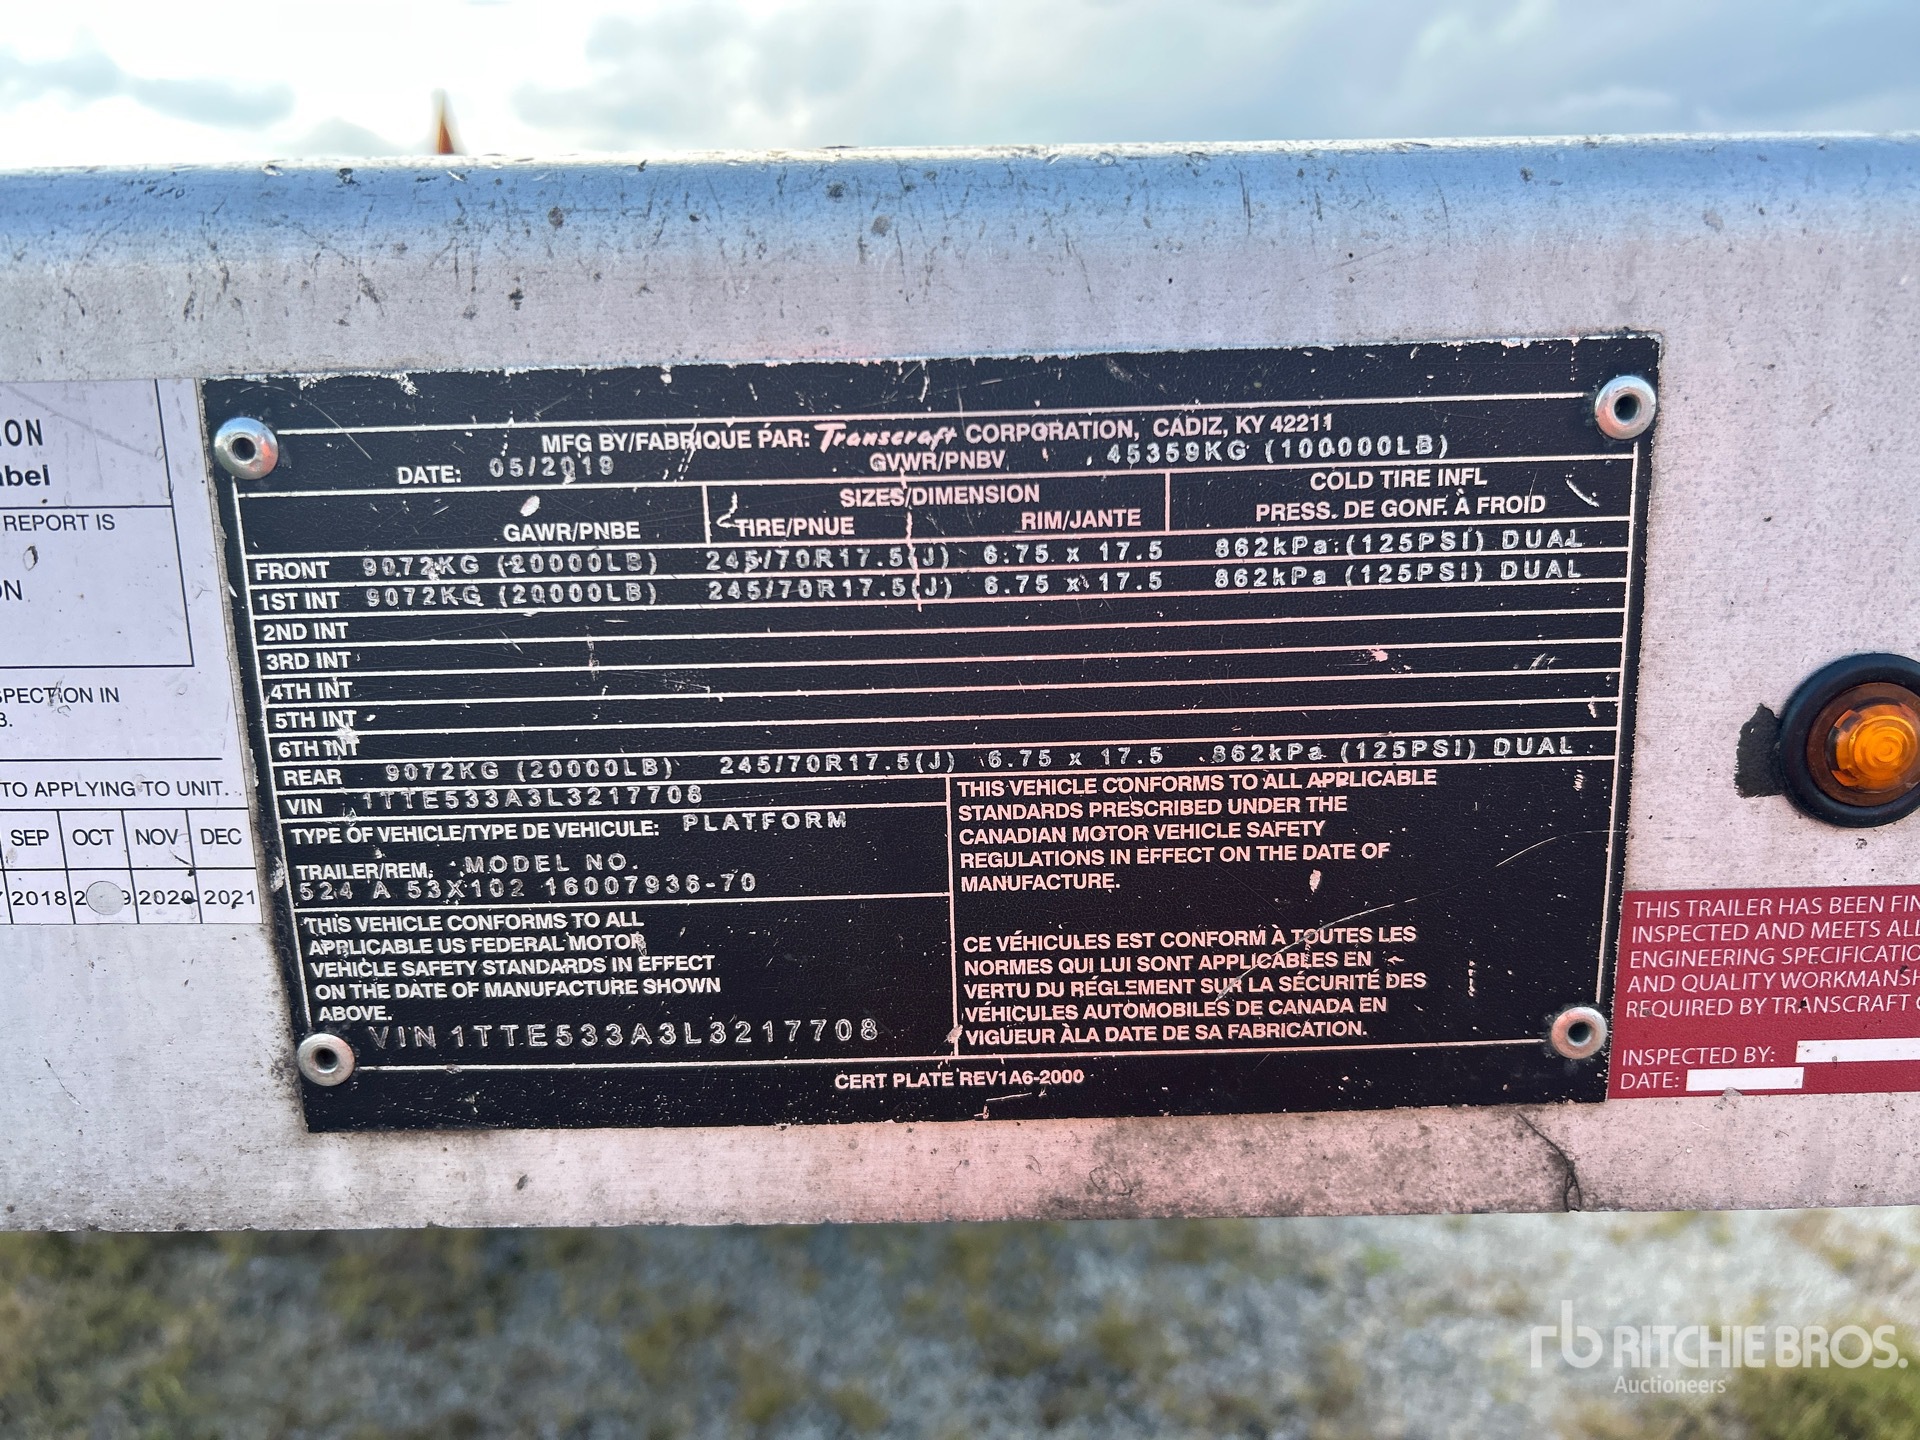 MFG BY/FABRIQUE PAR: Transcraft CORPORATION, CADIZ, KY 42211
DATE: 05/2019 GVWR/PNBV 45359KG (100000LB)
GAWR/PNBE SIZES/DIMENSION COLD TIRE INFL
TIRE/PNUE RIM/JANTE PRESS. DE GONF. À FROID
FRONT 9072KG (20000LB) 245/70R17.5(J) 6.75 x 17.5 862kPa (125PSI) DUAL
1ST INT 9072KG (20000LB) 245/70R17.5(J) 6.75 x 17.5 862kPa (125PSI) DUAL
2ND INT
3RD INT
4TH INT
5TH INT
6TH INT
REAR 9072KG (20000LB) 245/70R17.5(J) 6.75 x 17.5 862kPa (125PSI) DUAL
VIN 1TTE533A3L3217708
TYPE OF VEHICLE/TYPE DE VEHICULE: PLATFORM
TRAILER/REM. MODEL NO.
524 A 53X102 16007936-70
THIS VEHICLE CONFORMS TO ALL
APPLICABLE US FEDERAL MOTOR
VEHICLE SAFETY STANDARDS IN EFFECT
ON THE DATE OF MANUFACTURE SHOWN
ABOVE.
VIN 1TTE533A3L3217708
THIS VEHICLE CONFORMS TO ALL APPLICABLE
STANDARDS PRESCRIBED UNDER THE
CANADIAN MOTOR VEHICLE SAFETY
REGULATIONS IN EFFECT ON THE DATE OF
MANUFACTURE.
CE VÉHICULES EST CONFORM À TOUTES LES
NORMES QUI LUI SONT APPLICABLES EN
VERTU DU RÉGLEMENT SUR LA SÉCURITÉ DES
VÉHICULES AUTOMOBILES DE CANADA EN
VIGUEUR ÀLA DATE DE SA FABRICATION.
CERT PLATE REV1A6-2000
ION
abel
REPORT IS
ON
SPECTION IN
3.
TO APPLYING TO UNIT.
SEP OCT NOV DEC
2018 2020 2021
THIS TRAILER HAS BEEN FIN
INSPECTED AND MEETS ALL
ENGINEERING SPECIFICATIO
AND QUALITY WORKMANSH
REQUIRED BY TRANSCRAFT C
INSPECTED BY:
DATE:
rb RITCHIE BROS.
Auctioneers